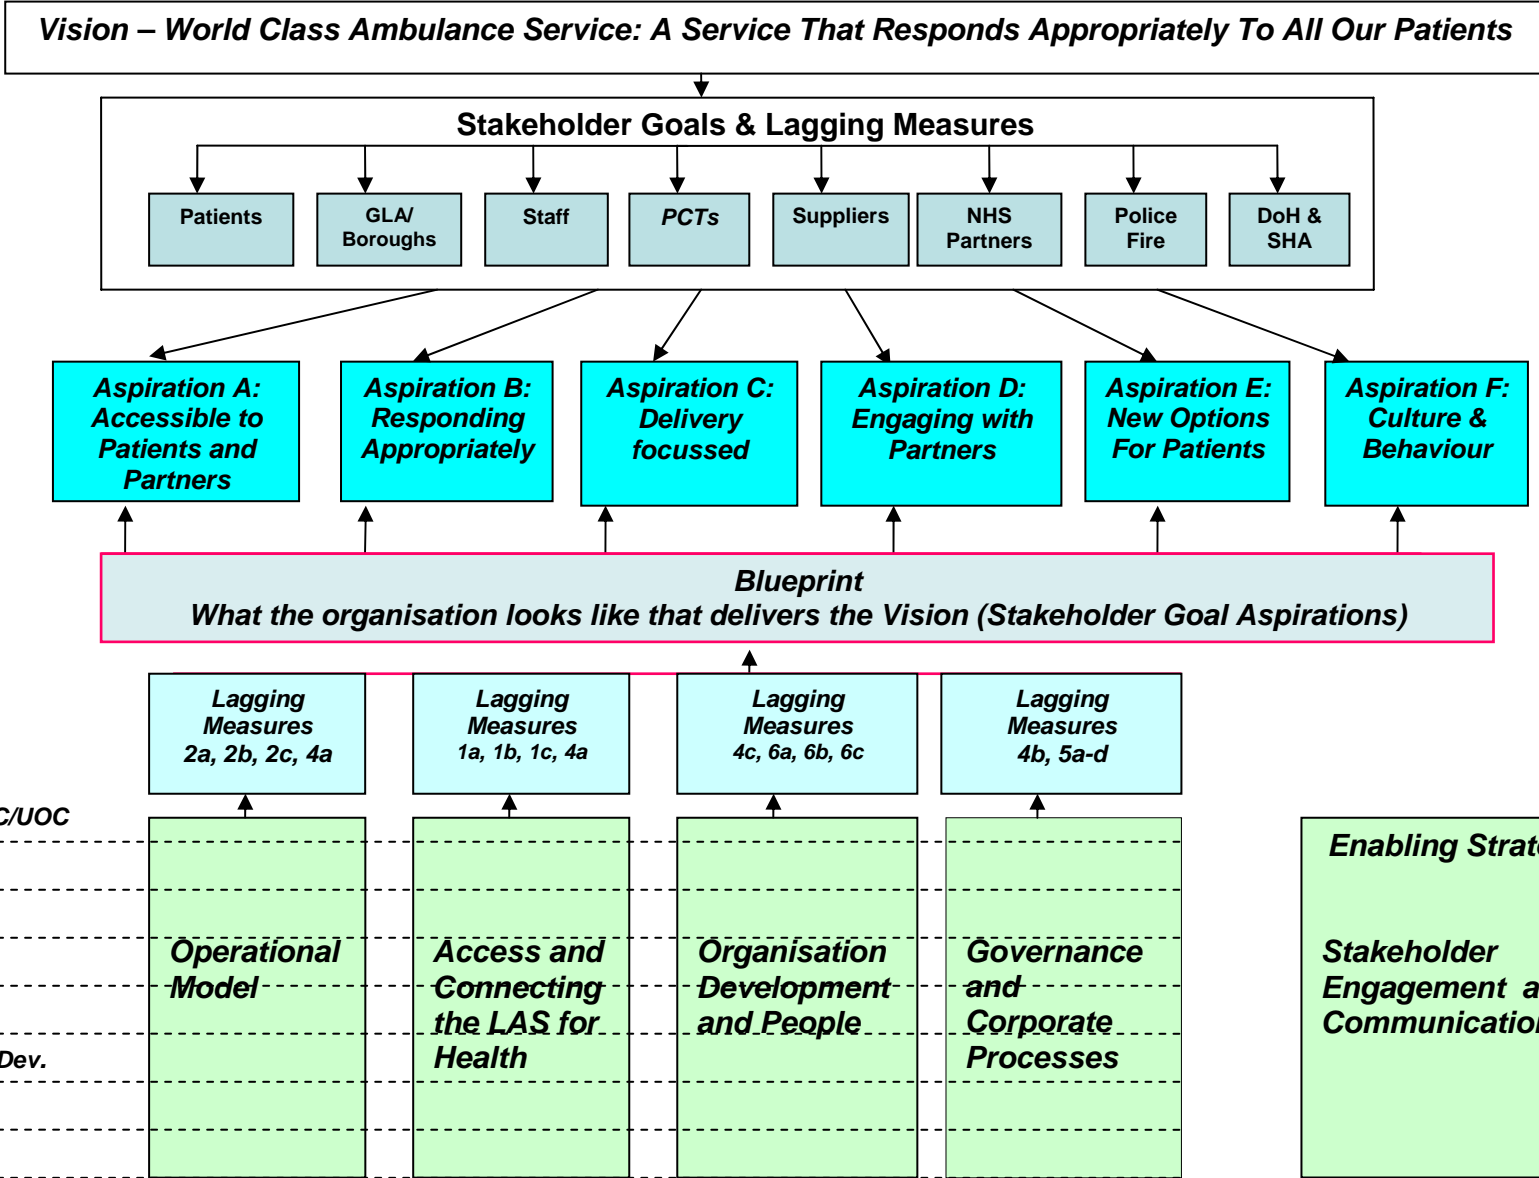 Vision – World Class Ambulance Service: A Service That Responds Appropriately To All Our Patients
Stakeholder Goals & Lagging Measures
Patients
GLA/
Boroughs
Staff
PCTs
Suppliers
NHS
Partners
Police
Fire
DoH &
SHA
Aspiration A:
Accessible to
Patients and
Partners
Aspiration B:
Responding
Appropriately
Aspiration C:
Delivery
focussed
Aspiration D:
Engaging with
Partners
Aspiration E:
New Options
For Patients
Aspiration F:
Culture &
Behaviour
Blueprint
What the organisation looks like that delivers the Vision (Stakeholder Goal Aspirations)
Lagging
Measures
2a, 2b, 2c, 4a
Lagging
Measures
1a, 1b, 1c, 4a
Lagging
Measures
4c, 6a, 6b, 6c
Lagging
Measures
4b, 5a-d
C/UOC
Dev.
Operational
Model
Access and
Connecting
the LAS for
Health
Organisation
Development
and People
Governance
and
Corporate
Processes
Enabling Strate
Stakeholder
Engagement a
Communication